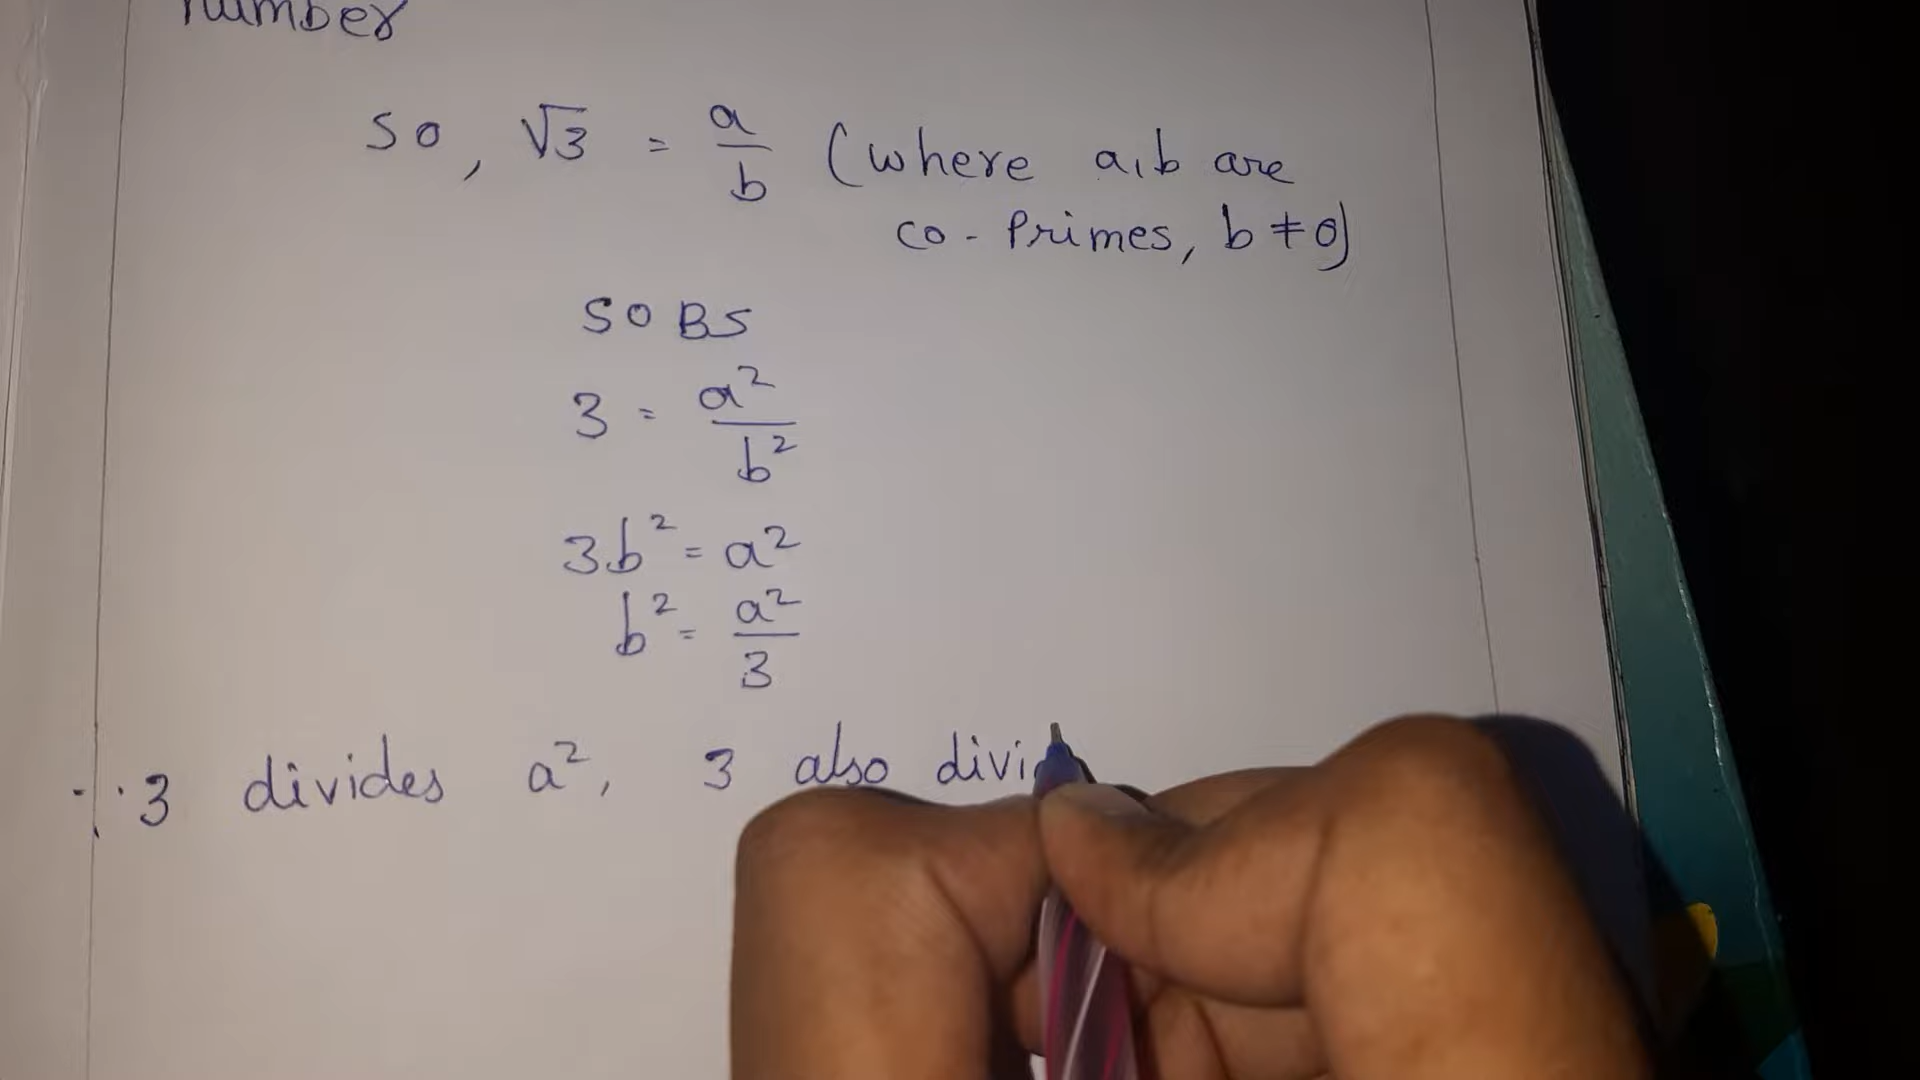 number
so, √3 = a/b (where a,b are
co-Primes, b ≠ 0)
SOBS
3 = a²/b²
3b² = a²
b² = a²/3
∵ 3 divides a², 3 also divi